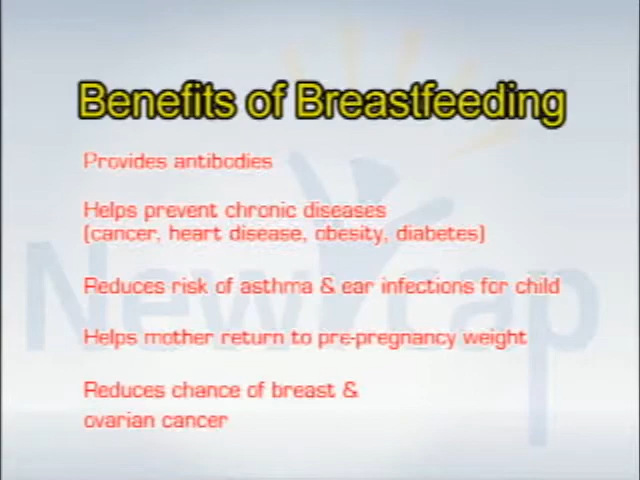 Benefits of Breastfeeding
Provides antibodies
Helps prevent chronic diseases
(cancer, heart disease, obesity, diabetes)
Reduces risk of asthma & ear infections for child
Helps mother return to pre-pregnancy weight
Reduces chance of breast &
ovarian cancer
Newcap